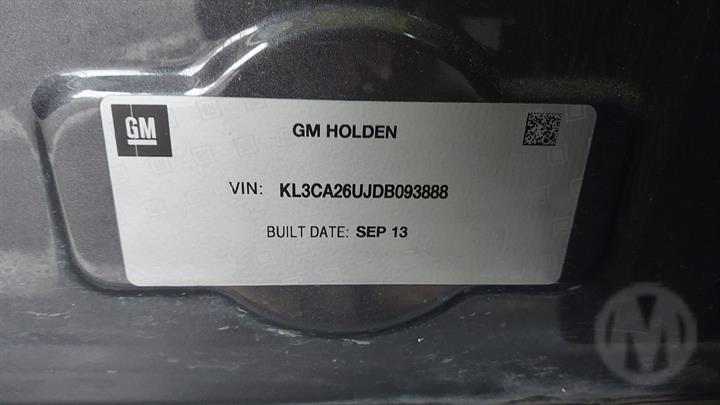 GM
GM HOLDEN
VIN: KL3CA26UJDB093888
BUILT DATE: SEP 13
M